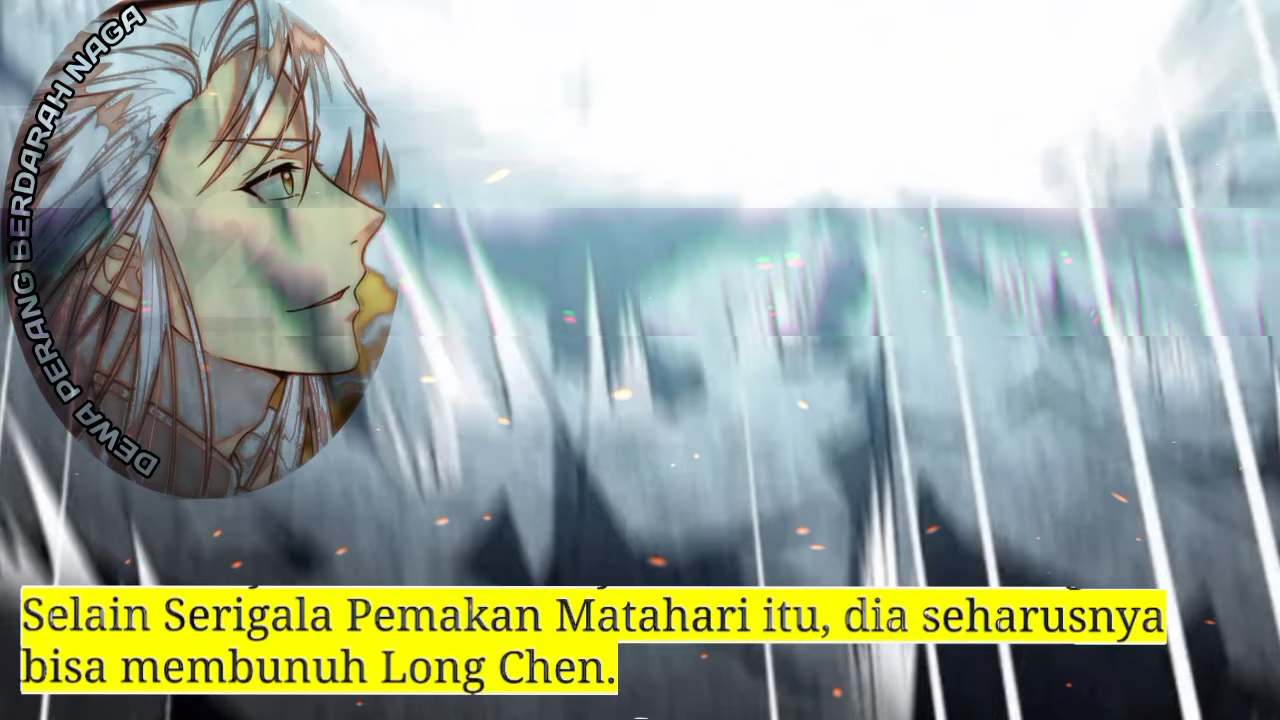 DEWA PERANG BERDARAH NAGA
Selain Serigala Pemakan Matahari itu, dia seharusnya
bisa membunuh Long Chen.